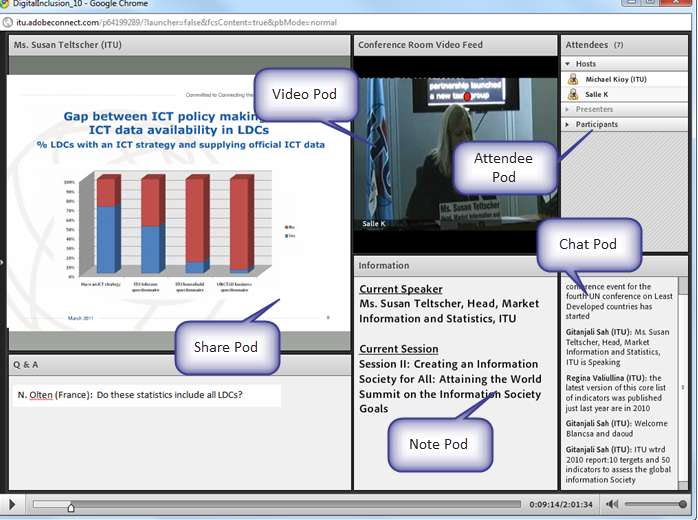 DigitalInclusion_10 - Google Chrome
itu.adobeconnect.com/p64199289/?launcher=false&fcsContent=true&pbMode=normal
Ms. Susan Teltscher (ITU)
Committed to Connecting the
Gap between ICT policy making
ICT data availability in LDCs
% LDCs with an ICT strategy and supplying official ICT data
100%
90%
80%
70%
60%
50%
40%
30%
20%
10%
0%
No
Yes
Have an ICT strategy
ITU telecom questionnaire
ITU household questionnaire
UNCTAD business questionnaire
March 2011
Share Pod
Q & A
N. Olten (France): Do these statistics include all LDCs?
Conference Room Video Feed
Video Pod
partnership launched
a new task group
Ms. Susan Teltscher
Head, Market Information and
Salle K
Information
Current Speaker
Ms. Susan Teltscher, Head, Market
Information and Statistics, ITU
Current Session
Session II: Creating an Information
Society for All: Attaining the World
Summit on the Information Society
Goals
Note Pod
Attendees (7)
Hosts
Michael Kioy (ITU)
Salle K
Presenters
Participants
Attendee
Pod
Chat Pod
conference event for the
fourth UN conference on Least
Developed countries has
started
Gitanjali Sah (ITU): Ms. Susan
Teltscher, Head, Market
Information and Statistics,
ITU is Speaking
Regina Valiullina (ITU): the
latest version of this core list
of indicators was published
just last year are in 2010
Gitanjali Sah (ITU): Welcome
Blancsa and daoud
Gitanjali Sah (ITU): ITU wtrd
2010 report:10 tergets and 50
indicators to assess the global
information Society
0:09:14/2:01:34